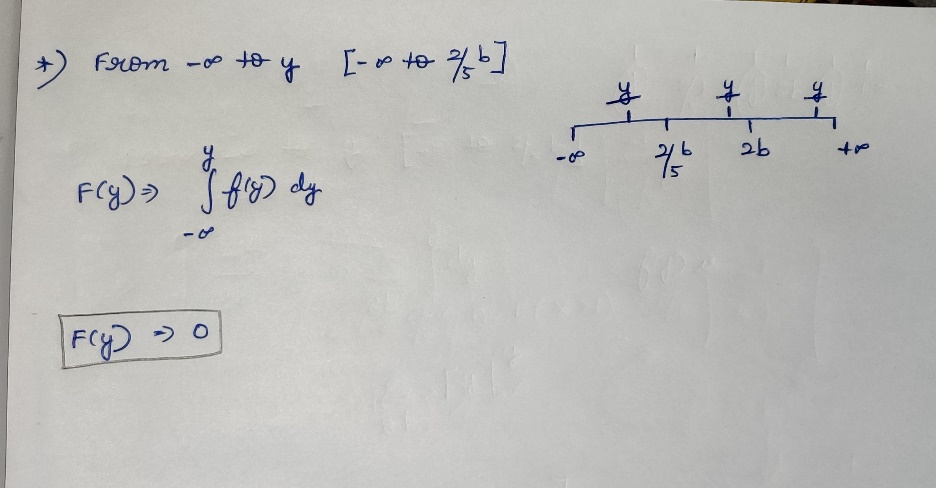 *) From -∞ to y [-∞ to 2/5 b]
y y y
-∞ 2/5 b 2b +∞
F(y) ⇒ ∫ f(y) dy
y
-∞
F(y) ⇒ 0